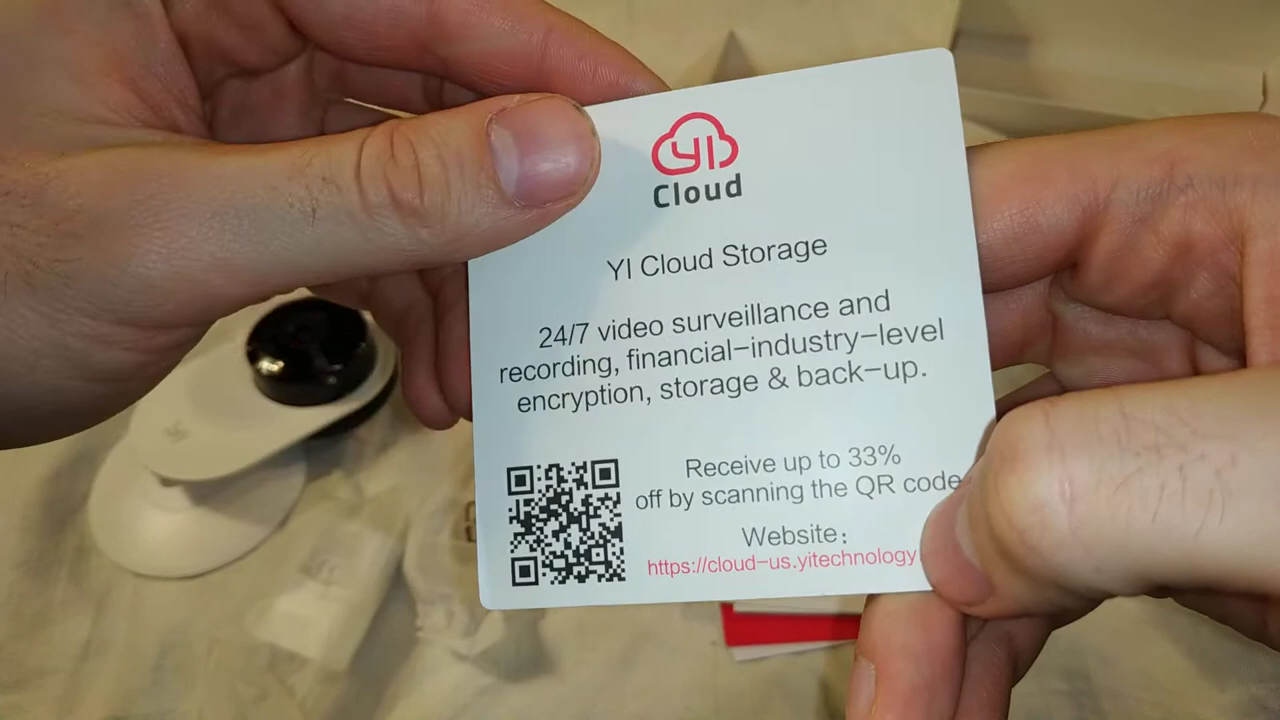 YI
Cloud
YI Cloud Storage
24/7 video surveillance and
recording, financial-industry-level
encryption, storage & back-up.
Receive up to 33%
off by scanning the QR code
Website:
https://cloud-us.yitechnology